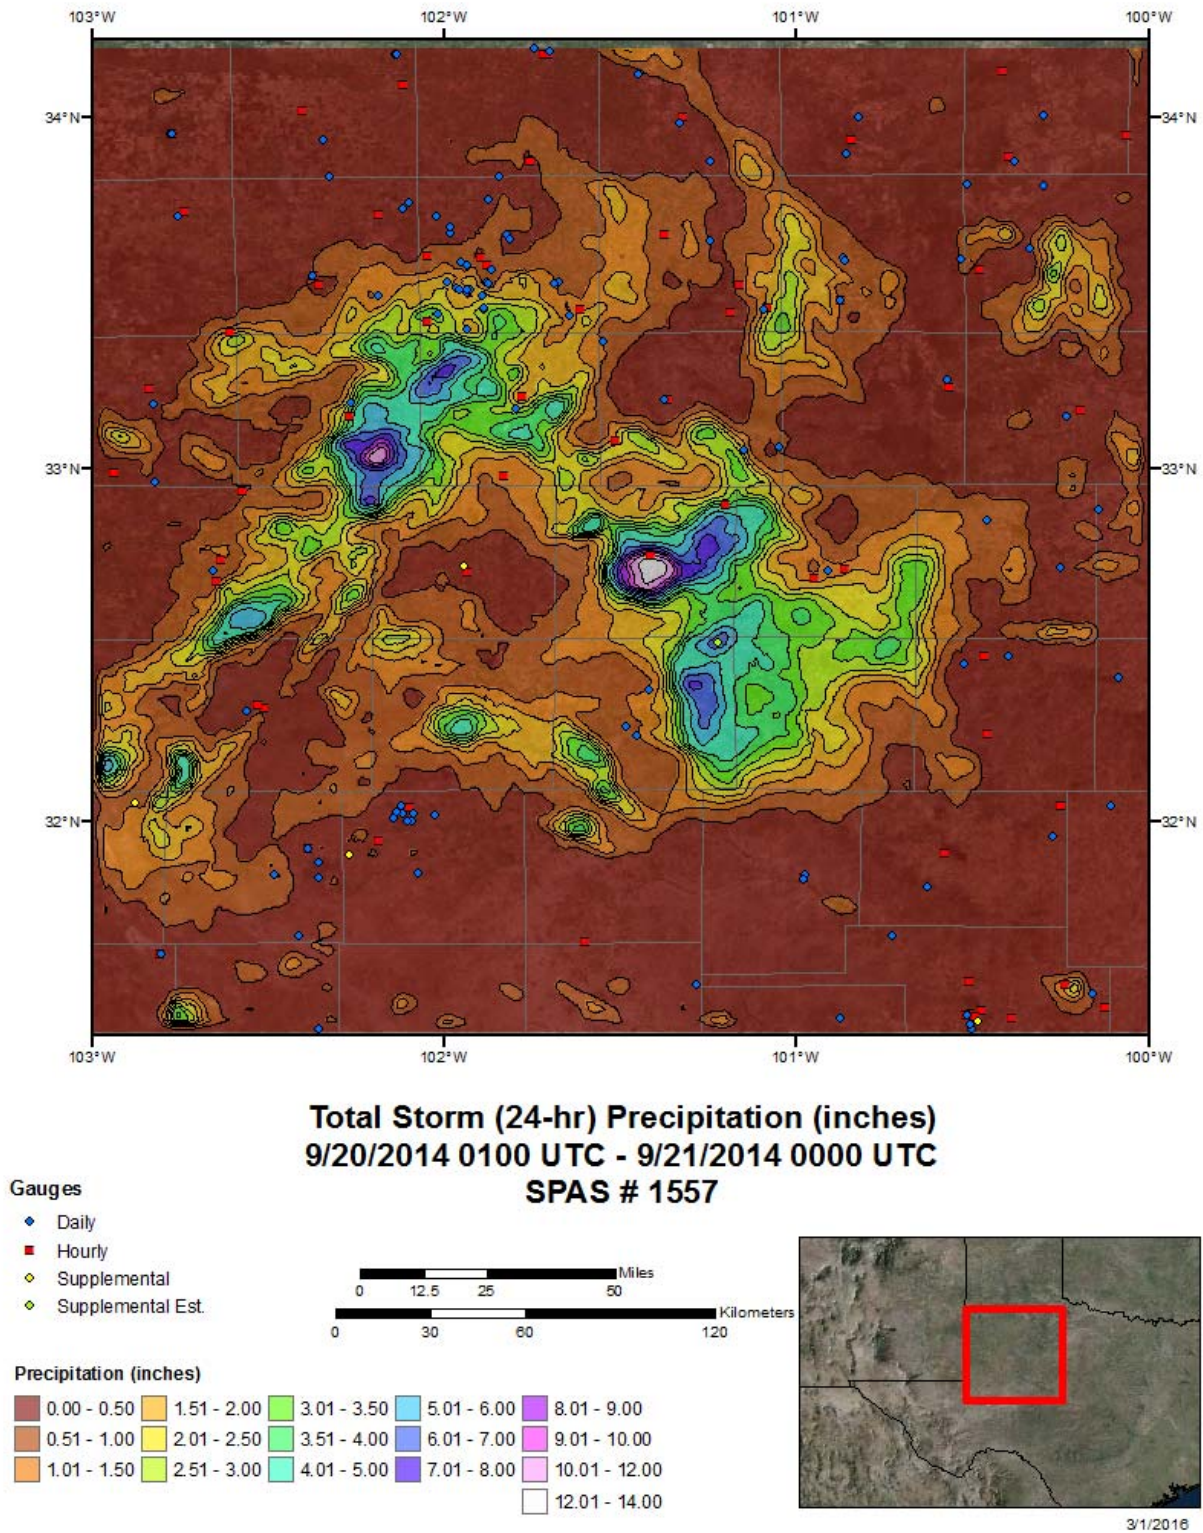 103°W 102°W 101°W 100°W
34°N 34°N
33°N 33°N
32°N 32°N
103°W 102°W 101°W 100°W
Total Storm (24-hr) Precipitation (inches)
9/20/2014 0100 UTC - 9/21/2014 0000 UTC
SPAS # 1557
Gauges
Daily
Hourly
Supplemental
Supplemental Est.
Miles
0 12.5 25 50
Kilometers
0 30 60 120
Precipitation (inches)
0.00 - 0.50 1.51 - 2.00 3.01 - 3.50 5.01 - 6.00 8.01 - 9.00
0.51 - 1.00 2.01 - 2.50 3.51 - 4.00 6.01 - 7.00 9.01 - 10.00
1.01 - 1.50 2.51 - 3.00 4.01 - 5.00 7.01 - 8.00 10.01 - 12.00
12.01 - 14.00
3/1/2016